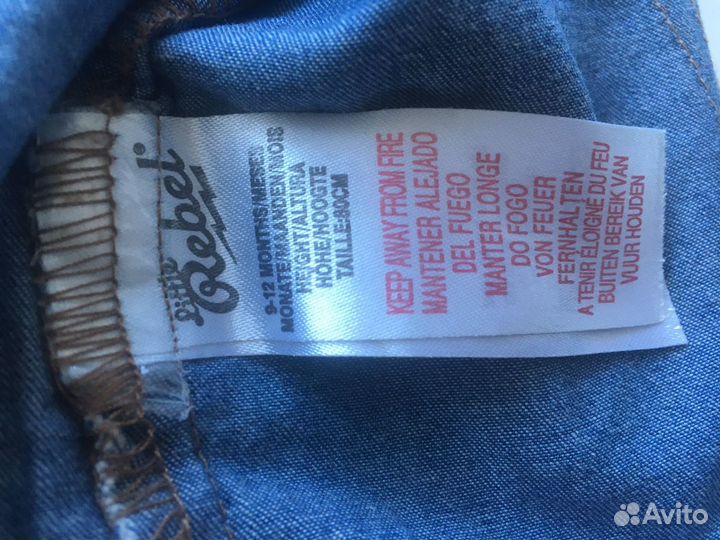 Little
Rebel
9-12 MONTHS/MESES
MONATE/MAANDEN/MOIS
HEIGHT/ALTURA
HÖHE/HOOGTE
TAILLE:80CM
KEEP AWAY FROM FIRE
MANTENER ALEJADO
DEL FUEGO
MANTER LONGE
DO FOGO
VON FEUER
FERNHALTEN
A TENIR ÉLOIGNÉ DU FEU
BUITEN BEREIK VAN
VUUR HOUDEN
Avito